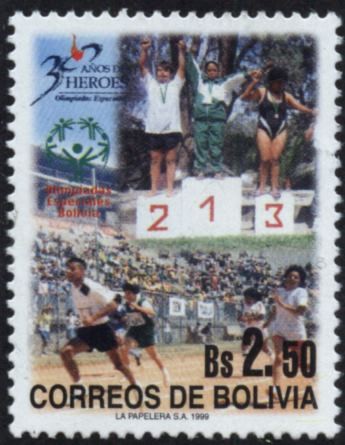 30 AÑOS DE
HEROES
Olimpiadas Especiales
Olimpiadas
Especiales
Bolivia
2 1 3
Bs 2.50
CORREOS DE BOLIVIA
LA PAPELERA S.A. 1999